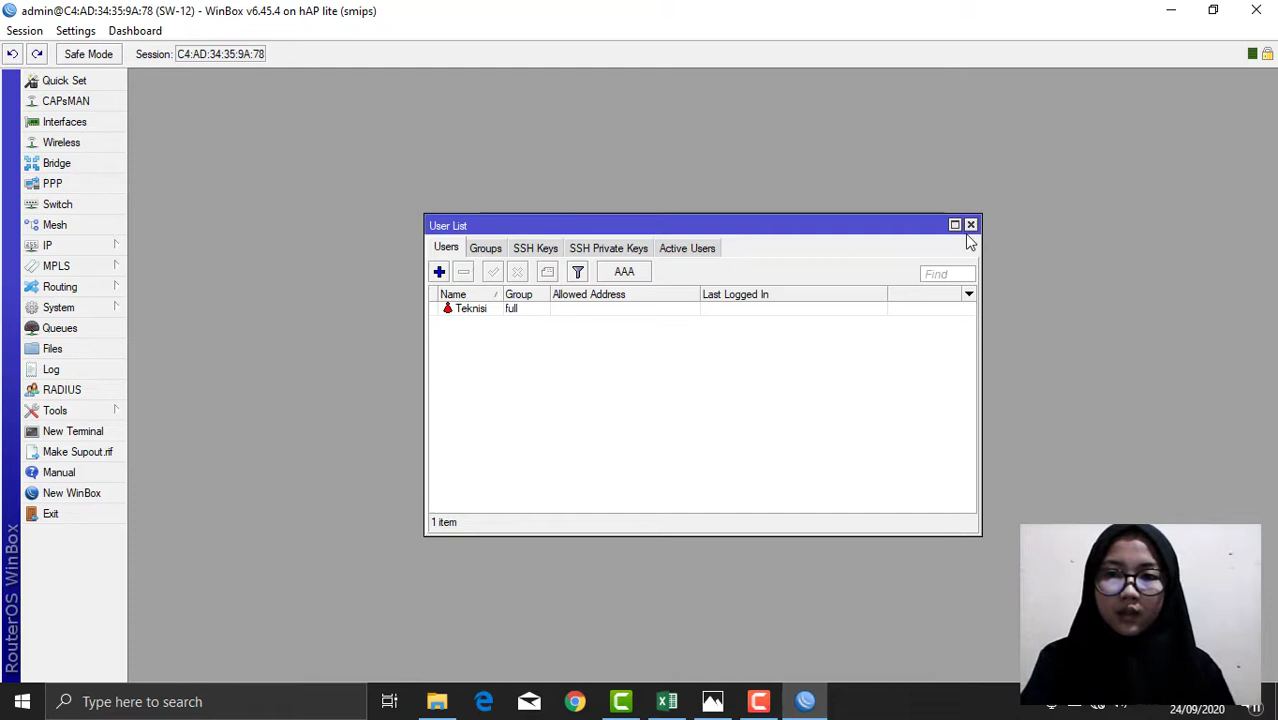 admin@C4:AD:34:35:9A:78 (SW-12) - WinBox v6.45.4 on hAP lite (smips)
Session Settings Dashboard
Safe Mode Session: C4:AD:34:35:9A:78
Quick Set
CAPsMAN
Interfaces
Wireless
Bridge
PPP
Switch
Mesh
IP
MPLS
Routing
System
Queues
Files
Log
RADIUS
Tools
New Terminal
Make Supout.rif
Manual
New WinBox
Exit
RouterOS WinBox
User List
Users Groups SSH Keys SSH Private Keys Active Users
AAA Find
Name Group Allowed Address Last Logged In
Teknisi full
1 item
Type here to search
24/09/2020